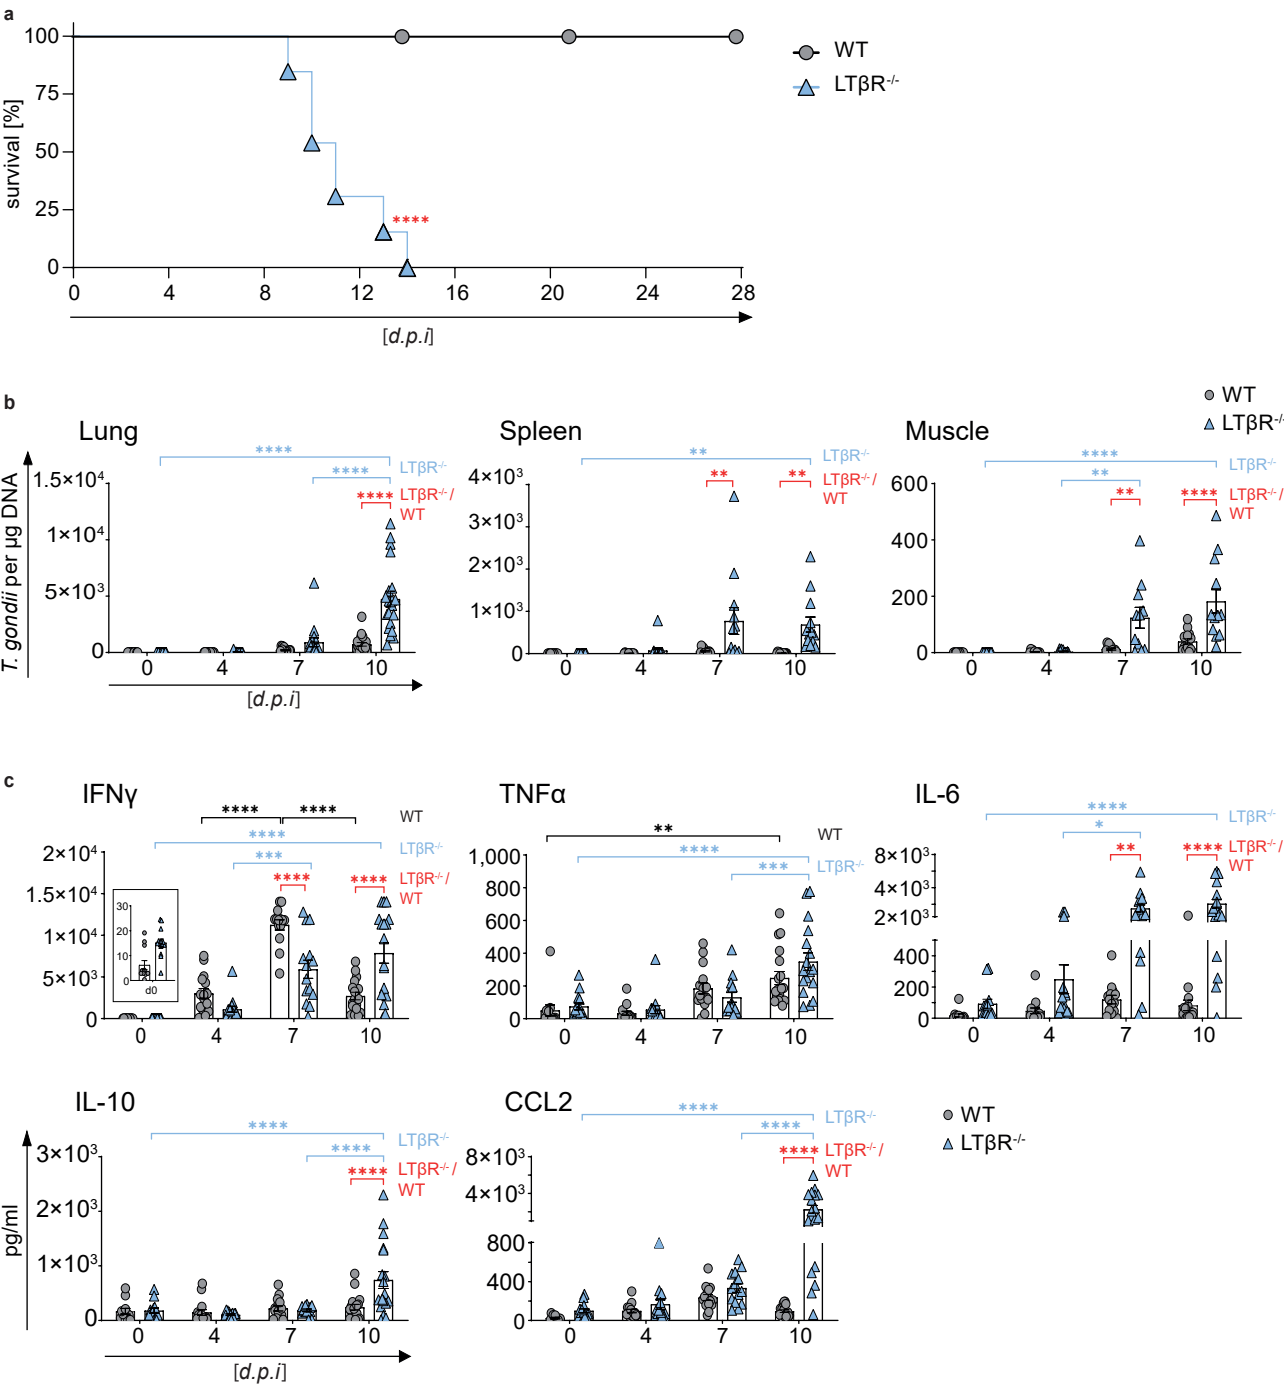 a
100
75
50
25
0
survival [%]
0 4 8 12 16 20 24 28
[d.p.i]
****
WT
LTβR-/-
b
WT
LTβR-/-
T. gondii per µg DNA
Lung
****
LTβR-/-
****
****
LTβR-/- /
WT
1.5×10⁴
1×10⁴
5×10³
0
0 4 7 10
[d.p.i]
Spleen
**
LTβR-/-
** **
LTβR-/- /
WT
4×10³
3×10³
2×10³
1×10³
0
0 4 7 10
Muscle
****
LTβR-/-
**
** ****
LTβR-/- /
WT
600
400
200
0
0 4 7 10
c
IFNγ
**** ****
WT
****
LTβR-/-
***
**** ****
LTβR-/- /
WT
2×10⁴
1.5×10⁴
1×10⁴
5×10³
0
30
20
10
0
d0
0 4 7 10
TNFα
**
WT
****
LTβR-/-
***
1,000
800
600
400
200
0
0 4 7 10
IL-6
****
LTβR-/-
*
** ****
LTβR-/- /
WT
8×10³
4×10³
2×10³
400
200
0
0 4 7 10
pg/ml
IL-10
****
LTβR-/-
****
****
LTβR-/- /
WT
3×10³
2×10³
1×10³
0
0 4 7 10
[d.p.i]
CCL2
****
LTβR-/-
****
****
LTβR-/- /
WT
8×10³
4×10³
800
400
0
0 4 7 10
WT
LTβR-/-